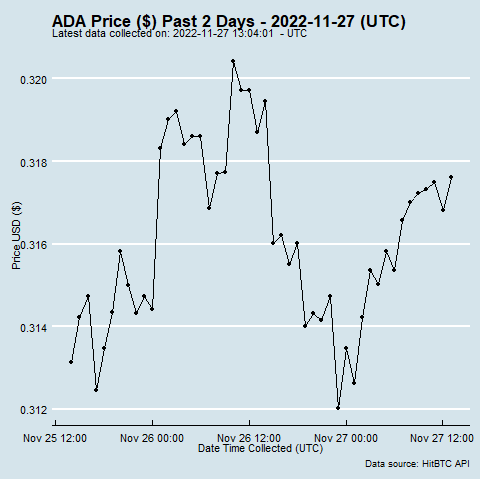 ADA Price ($) Past 2 Days - 2022-11-27 (UTC)
Latest data collected on: 2022-11-27 13:04:01 - UTC
0.320
0.318
0.316
0.314
0.312
Price USD ($)
Nov 25 12:00 Nov 26 00:00 Nov 26 12:00 Nov 27 00:00 Nov 27 12:00
Date Time Collected (UTC)
Data source: HitBTC API